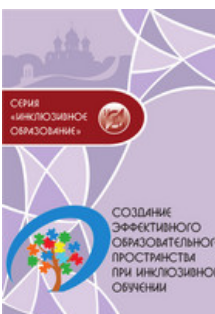 СЕРИЯ
«ИНКЛЮЗИВНОЕ
ОБРАЗОВАНИЕ»
СОЗДАНИЕ
ЭФФЕКТИВНОГО
ОБРАЗОВАТЕЛЬНОГ
ПРОСТРАНСТВА
ПРИ ИНКЛЮЗИВНО
ОБУЧЕНИИ